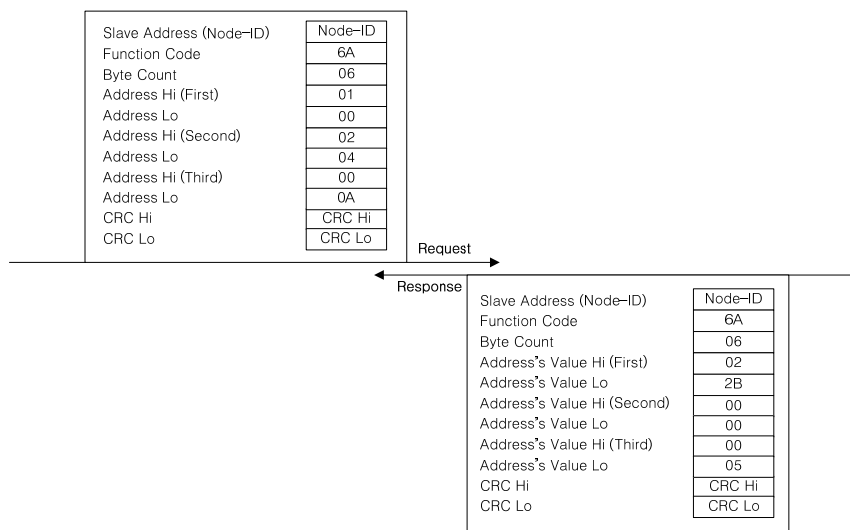 Slave Address (Node-ID) Node-ID
Function Code 6A
Byte Count 06
Address Hi (First) 01
Address Lo 00
Address Hi (Second) 02
Address Lo 04
Address Hi (Third) 00
Address Lo 0A
CRC Hi CRC Hi
CRC Lo CRC Lo
Request
Response
Slave Address (Node-ID) Node-ID
Function Code 6A
Byte Count 06
Address's Value Hi (First) 02
Address's Value Lo 2B
Address's Value Hi (Second) 00
Address's Value Lo 00
Address's Value Hi (Third) 00
Address's Value Lo 05
CRC Hi CRC Hi
CRC Lo CRC Lo